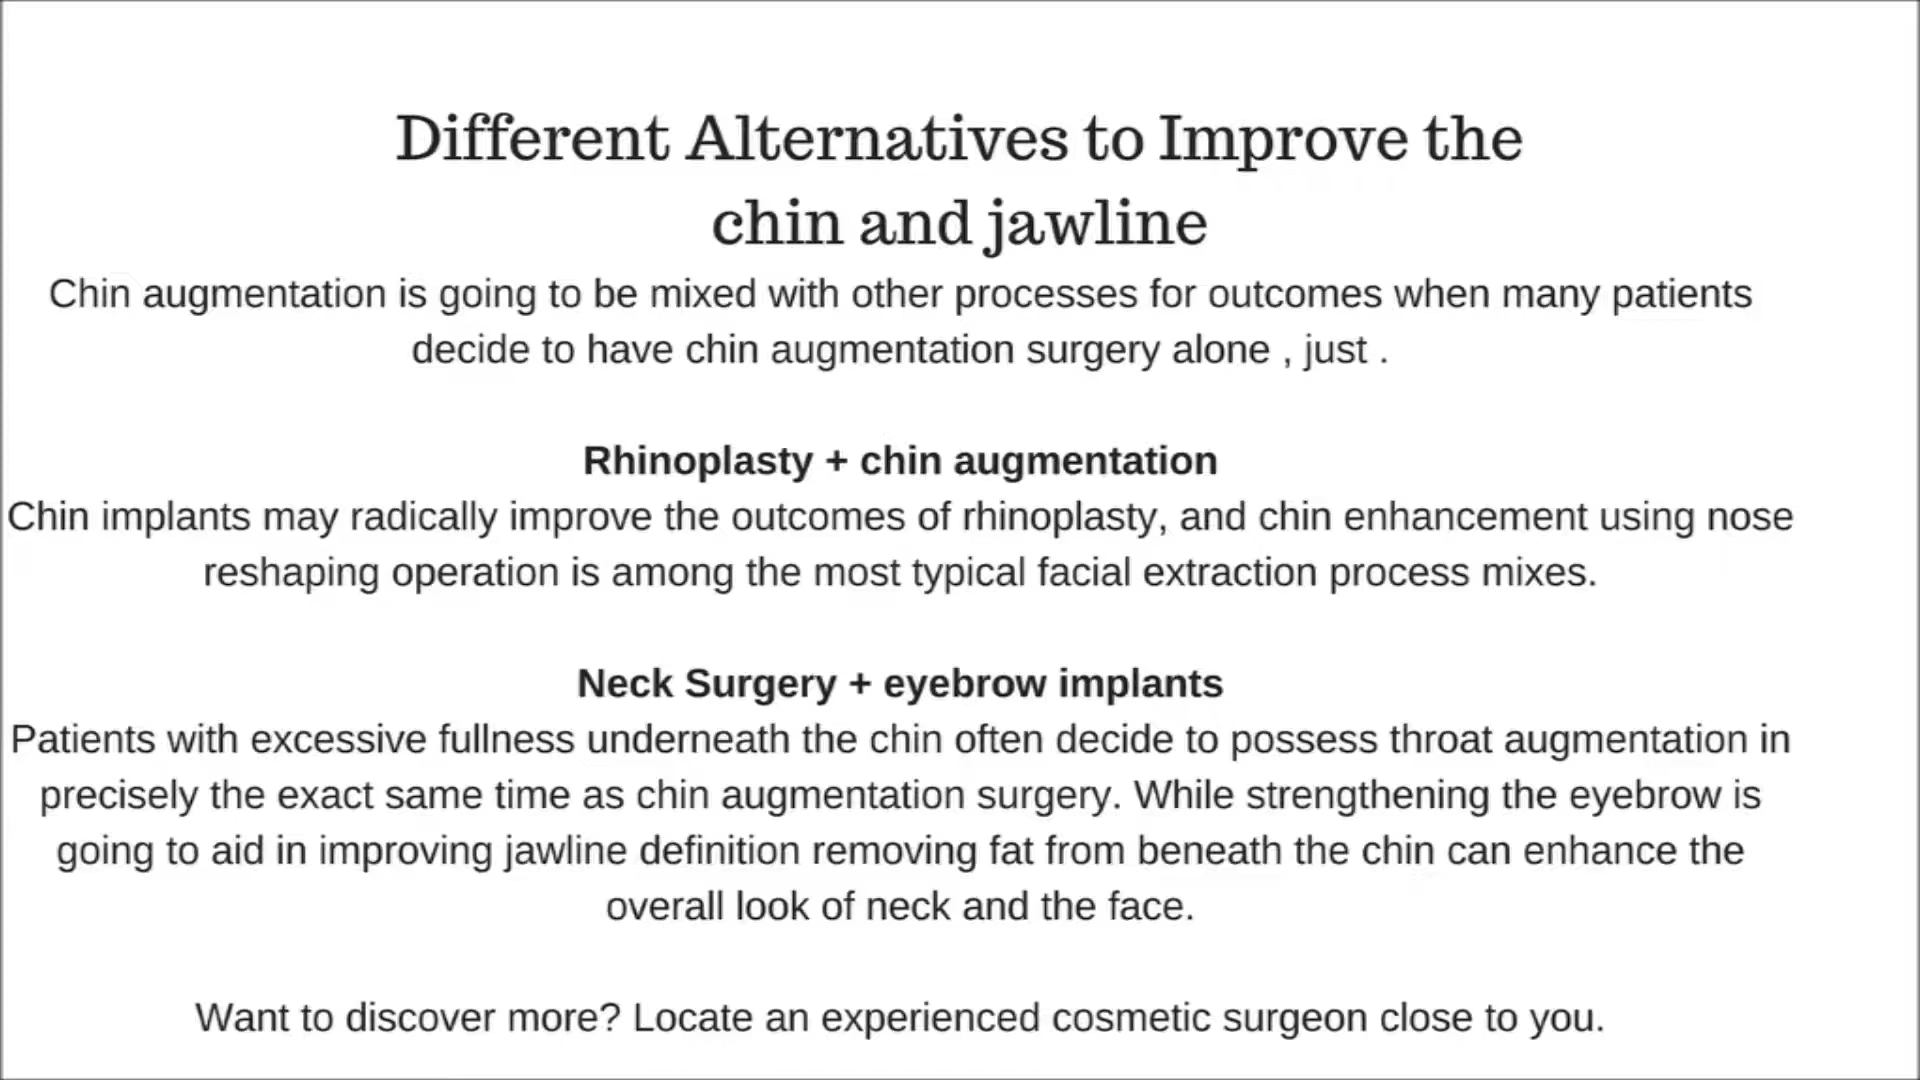 Different Alternatives to Improve the
chin and jawline
Chin augmentation is going to be mixed with other processes for outcomes when many patients
decide to have chin augmentation surgery alone , just .
Rhinoplasty + chin augmentation
Chin implants may radically improve the outcomes of rhinoplasty, and chin enhancement using nose
reshaping operation is among the most typical facial extraction process mixes.
Neck Surgery + eyebrow implants
Patients with excessive fullness underneath the chin often decide to possess throat augmentation in
precisely the exact same time as chin augmentation surgery. While strengthening the eyebrow is
going to aid in improving jawline definition removing fat from beneath the chin can enhance the
overall look of neck and the face.
Want to discover more? Locate an experienced cosmetic surgeon close to you.